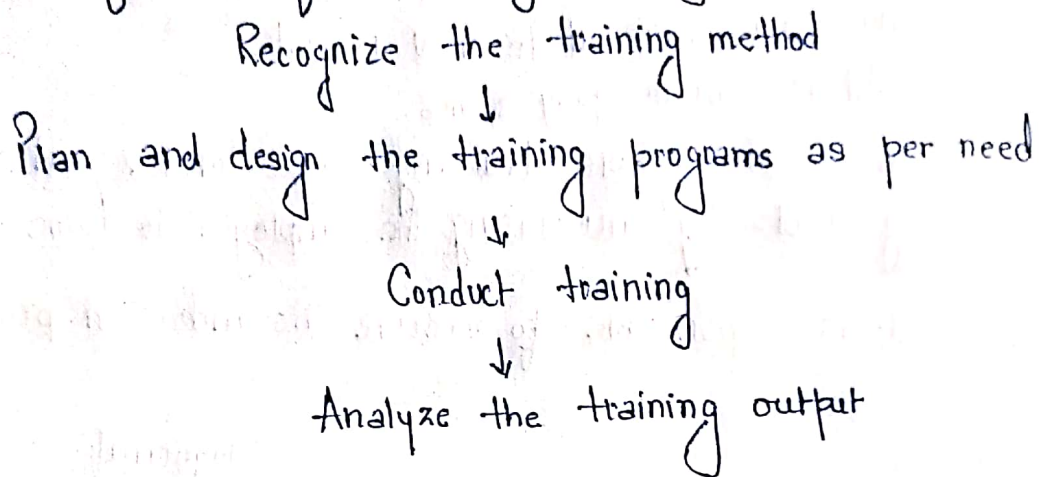 Recognize the training method
↓
Plan and design the training programs as per need
↓
Conduct training
↓
Analyze the training output